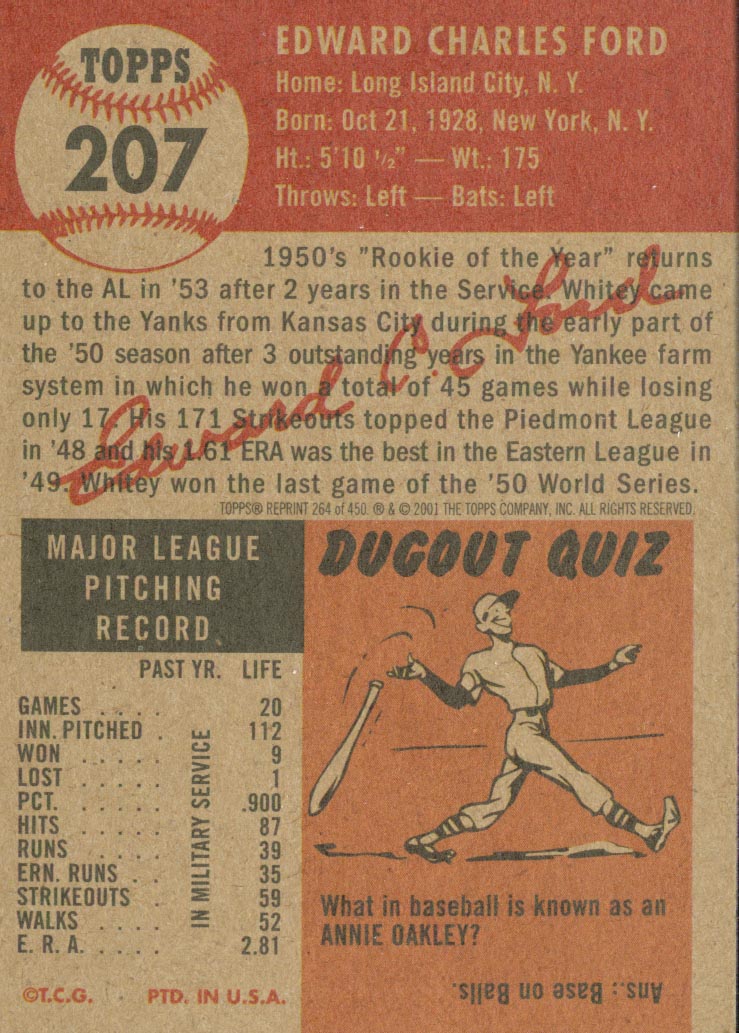 TOPPS
207
EDWARD CHARLES FORD
Home: Long Island City, N. Y.
Born: Oct 21, 1928, New York, N. Y.
Ht.: 5'10 1/2" — Wt.: 175
Throws: Left — Bats: Left
1950's "Rookie of the Year" returns
to the AL in '53 after 2 years in the Service. Whitey came
up to the Yanks from Kansas City during the early part of
the '50 season after 3 outstanding years in the Yankee farm
system in which he won a total of 45 games while losing
only 17. His 171 Strikeouts topped the Piedmont League
in '48 and his 1.61 ERA was the best in the Eastern League in
'49. Whitey won the last game of the '50 World Series.
Edward C. Ford
TOPPS® REPRINT 264 of 450. ® & © 2001 THE TOPPS COMPANY, INC. ALL RIGHTS RESERVED.
MAJOR LEAGUE
PITCHING
RECORD
PAST YR. LIFE
GAMES . . . . 20
INN. PITCHED . 112
WON . . . . . 9
LOST . . . . . 1
PCT. . . . . . .900
HITS . . . . . 87
RUNS . . . . 39
ERN. RUNS . . 35
STRIKEOUTS . 59
WALKS . . . . 52
E. R. A. . . . . 2.81
IN MILITARY SERVICE
©T.C.G. PTD. IN U.S.A.
DUGOUT QUIZ
What in baseball is known as an
ANNIE OAKLEY?
Ans.: Base on Balls.